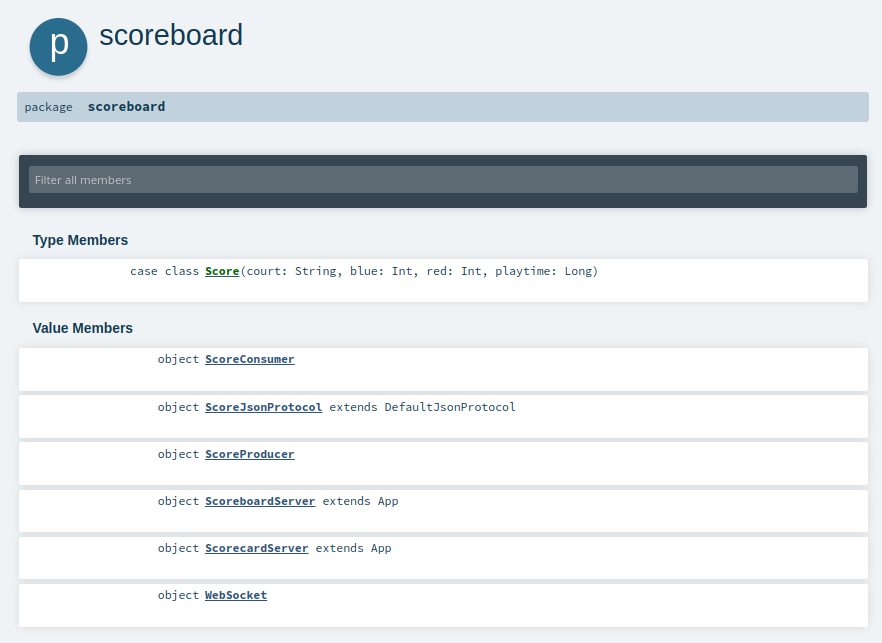 p
scoreboard
package scoreboard
Filter all members
Type Members
case class Score(court: String, blue: Int, red: Int, playtime: Long)
Value Members
object ScoreConsumer
object ScoreJsonProtocol extends DefaultJsonProtocol
object ScoreProducer
object ScoreboardServer extends App
object ScorecardServer extends App
object WebSocket